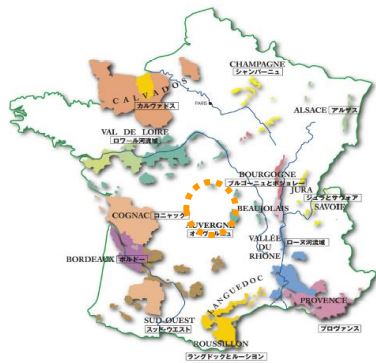 CHAMPAGNE
シャンパーニュ
PARIS
CALVADOS
カルヴァドス
ALSACE アルザス
VAL DE LOIRE
ロワール河流域
BOURGOGNE
ブルゴーニュとボジョレー
JURA
ジュラとサヴォア
SAVOIE
BEAUJOLAIS
COGNAC コニャック
AUVERGNE
オーヴェルニュ
VALLÉE
DU
RHÔNE
ローヌ河流域
BORDEAUX ボルドー
LANGUEDOC
PROVENCE
プロヴァンス
SUD-OUEST
スッド・ウエスト
ROUSSILLON
ラングドックとルーション